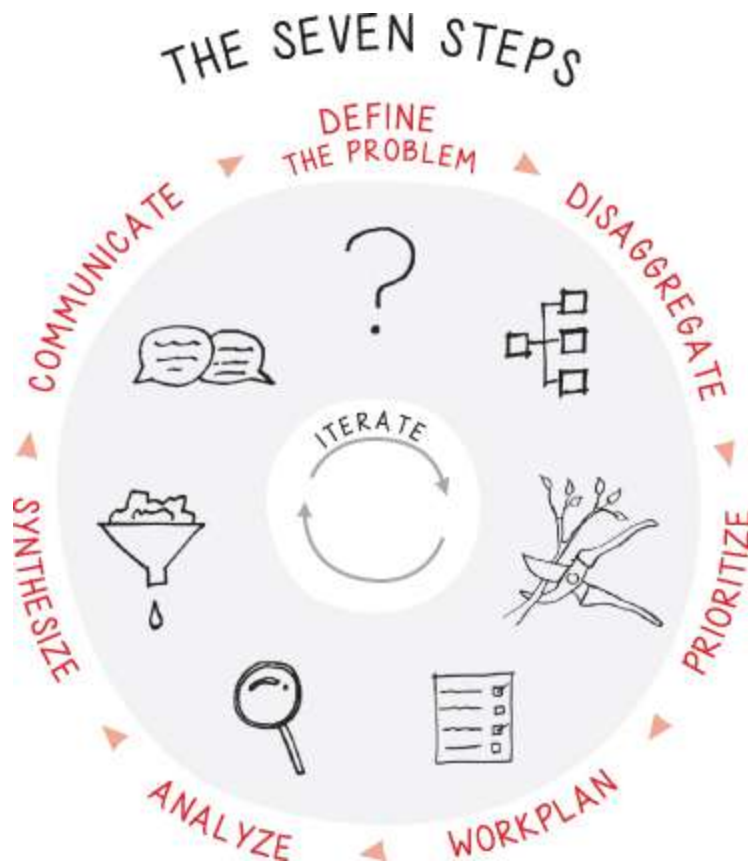 THE SEVEN STEPS
DEFINE
THE PROBLEM
DISAGGREGATE
PRIORITIZE
WORKPLAN
ANALYZE
SYNTHESIZE
COMMUNICATE
ITERATE